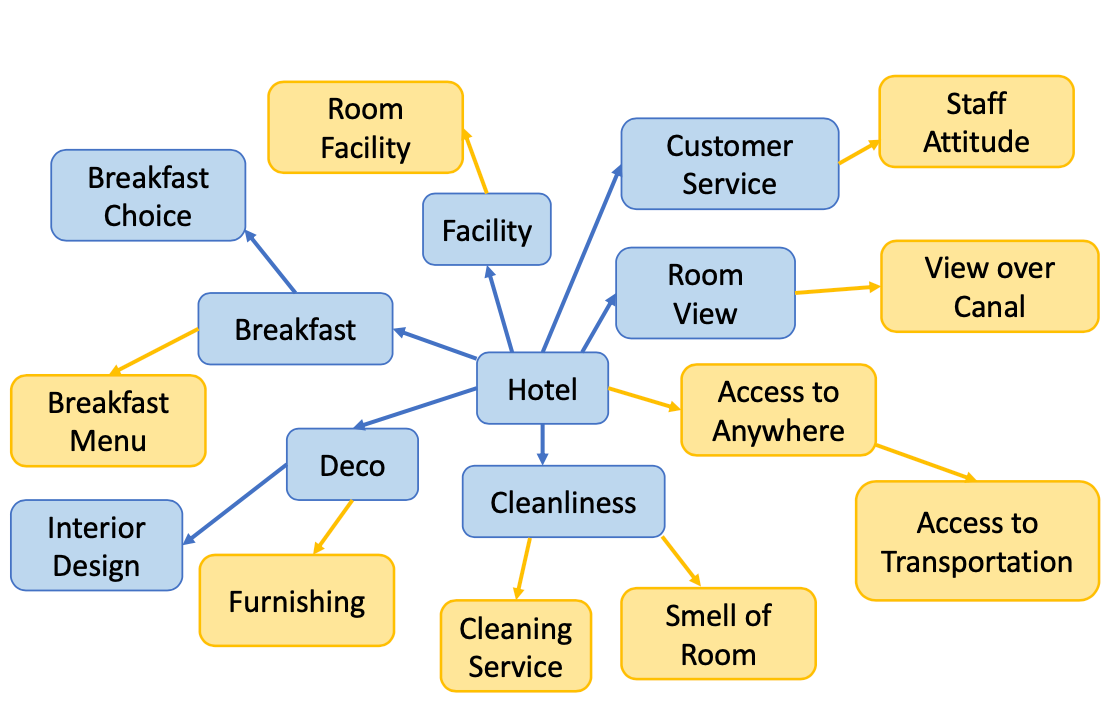 Room
Facility
Staff
Attitude
Customer
Service
Breakfast
Choice
Facility
Room
View
View over
Canal
Breakfast
Hotel
Access to
Anywhere
Breakfast
Menu
Deco
Cleanliness
Access to
Transportation
Interior
Design
Furnishing
Cleaning
Service
Smell of
Room